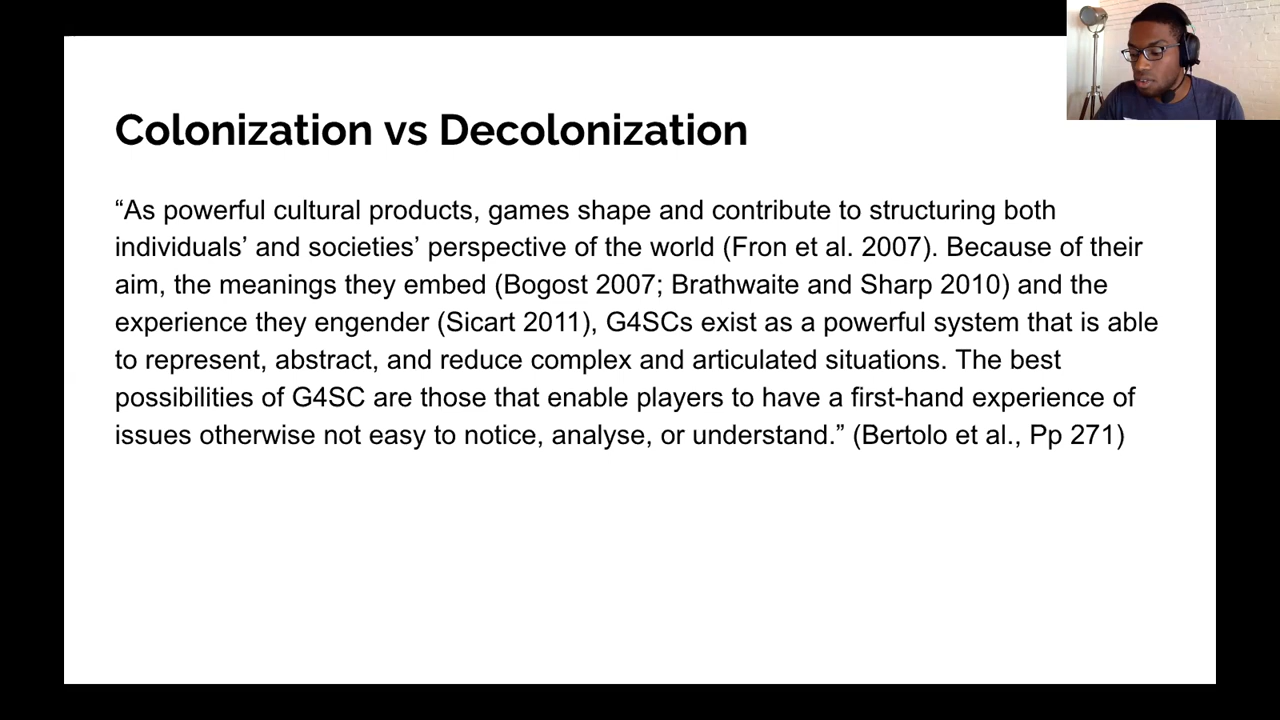 Colonization vs Decolonization
“As powerful cultural products, games shape and contribute to structuring both
individuals’ and societies’ perspective of the world (Fron et al. 2007). Because of their
aim, the meanings they embed (Bogost 2007; Brathwaite and Sharp 2010) and the
experience they engender (Sicart 2011), G4SCs exist as a powerful system that is able
to represent, abstract, and reduce complex and articulated situations. The best
possibilities of G4SC are those that enable players to have a first-hand experience of
issues otherwise not easy to notice, analyse, or understand.” (Bertolo et al., Pp 271)